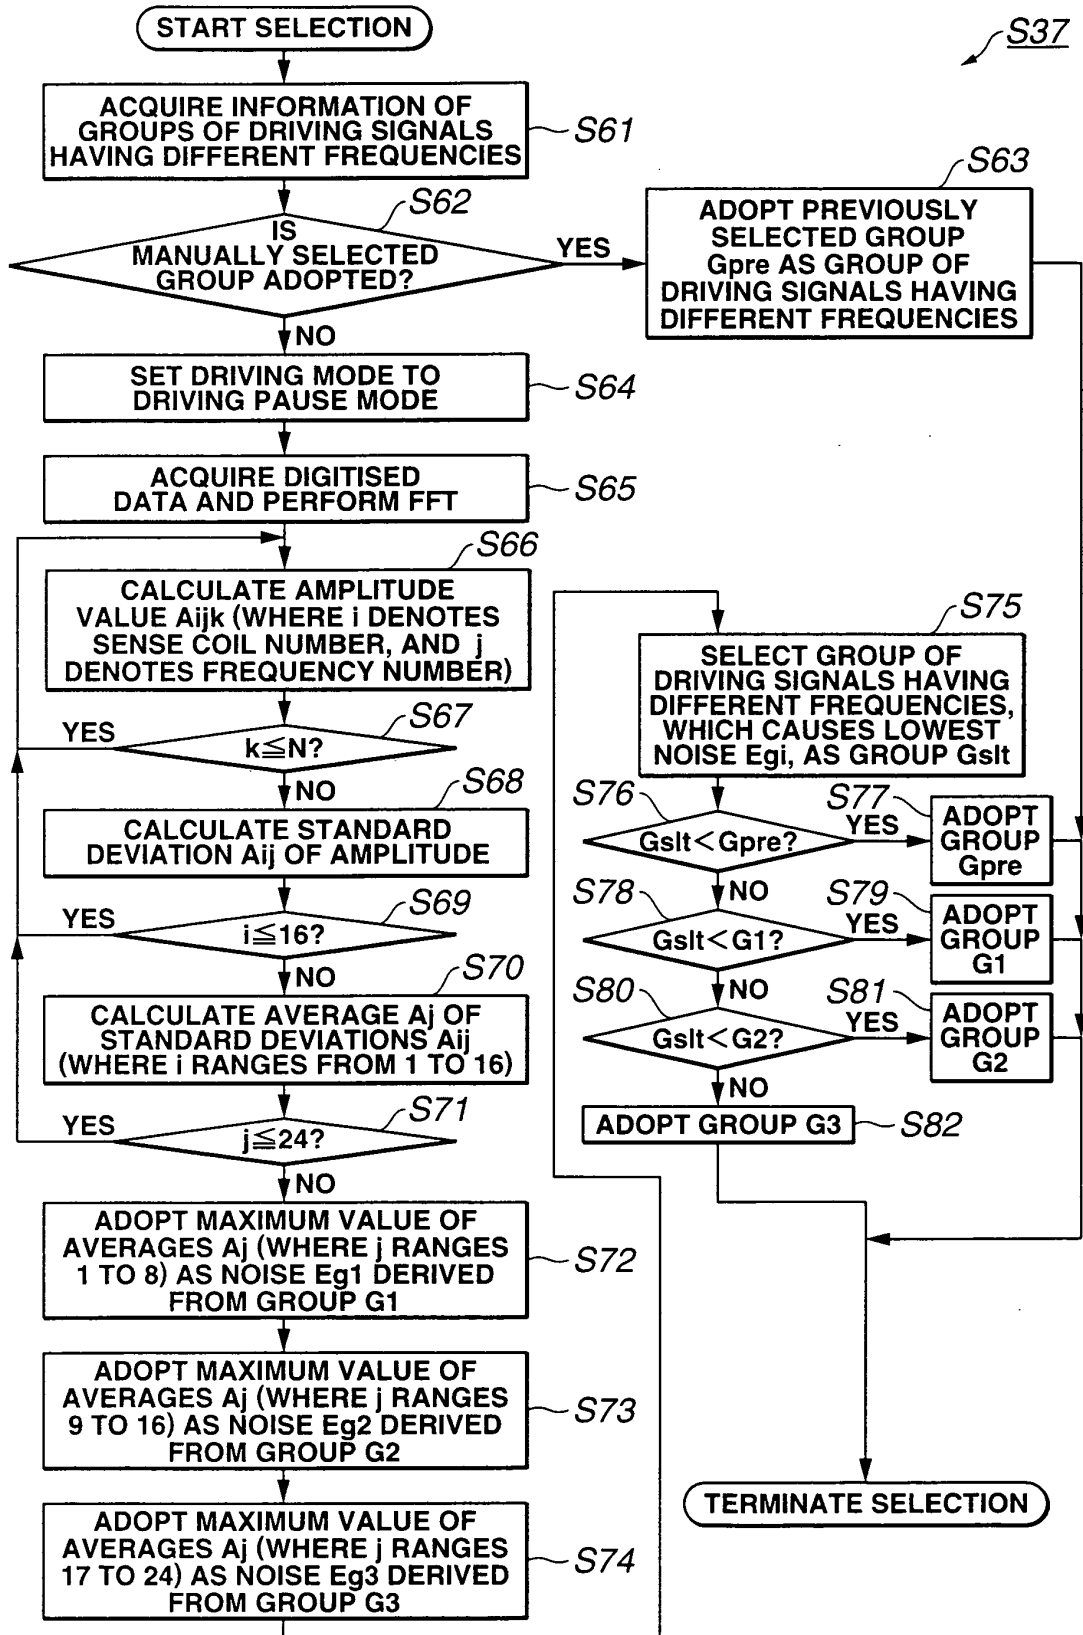 START SELECTION
S37
ACQUIRE INFORMATION OF
GROUPS OF DRIVING SIGNALS
HAVING DIFFERENT FREQUENCIES
S61
S62
IS
MANUALLY SELECTED
GROUP ADOPTED?
YES
NO
S63
ADOPT PREVIOUSLY
SELECTED GROUP
Gpre AS GROUP OF
DRIVING SIGNALS HAVING
DIFFERENT FREQUENCIES
SET DRIVING MODE TO
DRIVING PAUSE MODE
S64
ACQUIRE DIGITISED
DATA AND PERFORM FFT
S65
S66
CALCULATE AMPLITUDE
VALUE Aijk (WHERE i DENOTES
SENSE COIL NUMBER, AND j
DENOTES FREQUENCY NUMBER)
S67
YES
k≦N?
NO
S68
CALCULATE STANDARD
DEVIATION Aij OF AMPLITUDE
S69
YES
i≦16?
NO
S70
CALCULATE AVERAGE Aj OF
STANDARD DEVIATIONS Aij
(WHERE i RANGES FROM 1 TO 16)
S71
YES
j≦24?
NO
ADOPT MAXIMUM VALUE OF
AVERAGES Aj (WHERE j RANGES
1 TO 8) AS NOISE Eg1 DERIVED
FROM GROUP G1
S72
ADOPT MAXIMUM VALUE OF
AVERAGES Aj (WHERE j RANGES
9 TO 16) AS NOISE Eg2 DERIVED
FROM GROUP G2
S73
ADOPT MAXIMUM VALUE OF
AVERAGES Aj (WHERE j RANGES
17 TO 24) AS NOISE Eg3 DERIVED
FROM GROUP G3
S74
S75
SELECT GROUP OF
DRIVING SIGNALS HAVING
DIFFERENT FREQUENCIES,
WHICH CAUSES LOWEST
NOISE Egi, AS GROUP Gslt
S76
Gslt<Gpre?
YES
NO
S77
ADOPT
GROUP
Gpre
S78
Gslt<G1?
YES
NO
S79
ADOPT
GROUP
G1
S80
Gslt<G2?
YES
NO
S81
ADOPT
GROUP
G2
ADOPT GROUP G3
S82
TERMINATE SELECTION